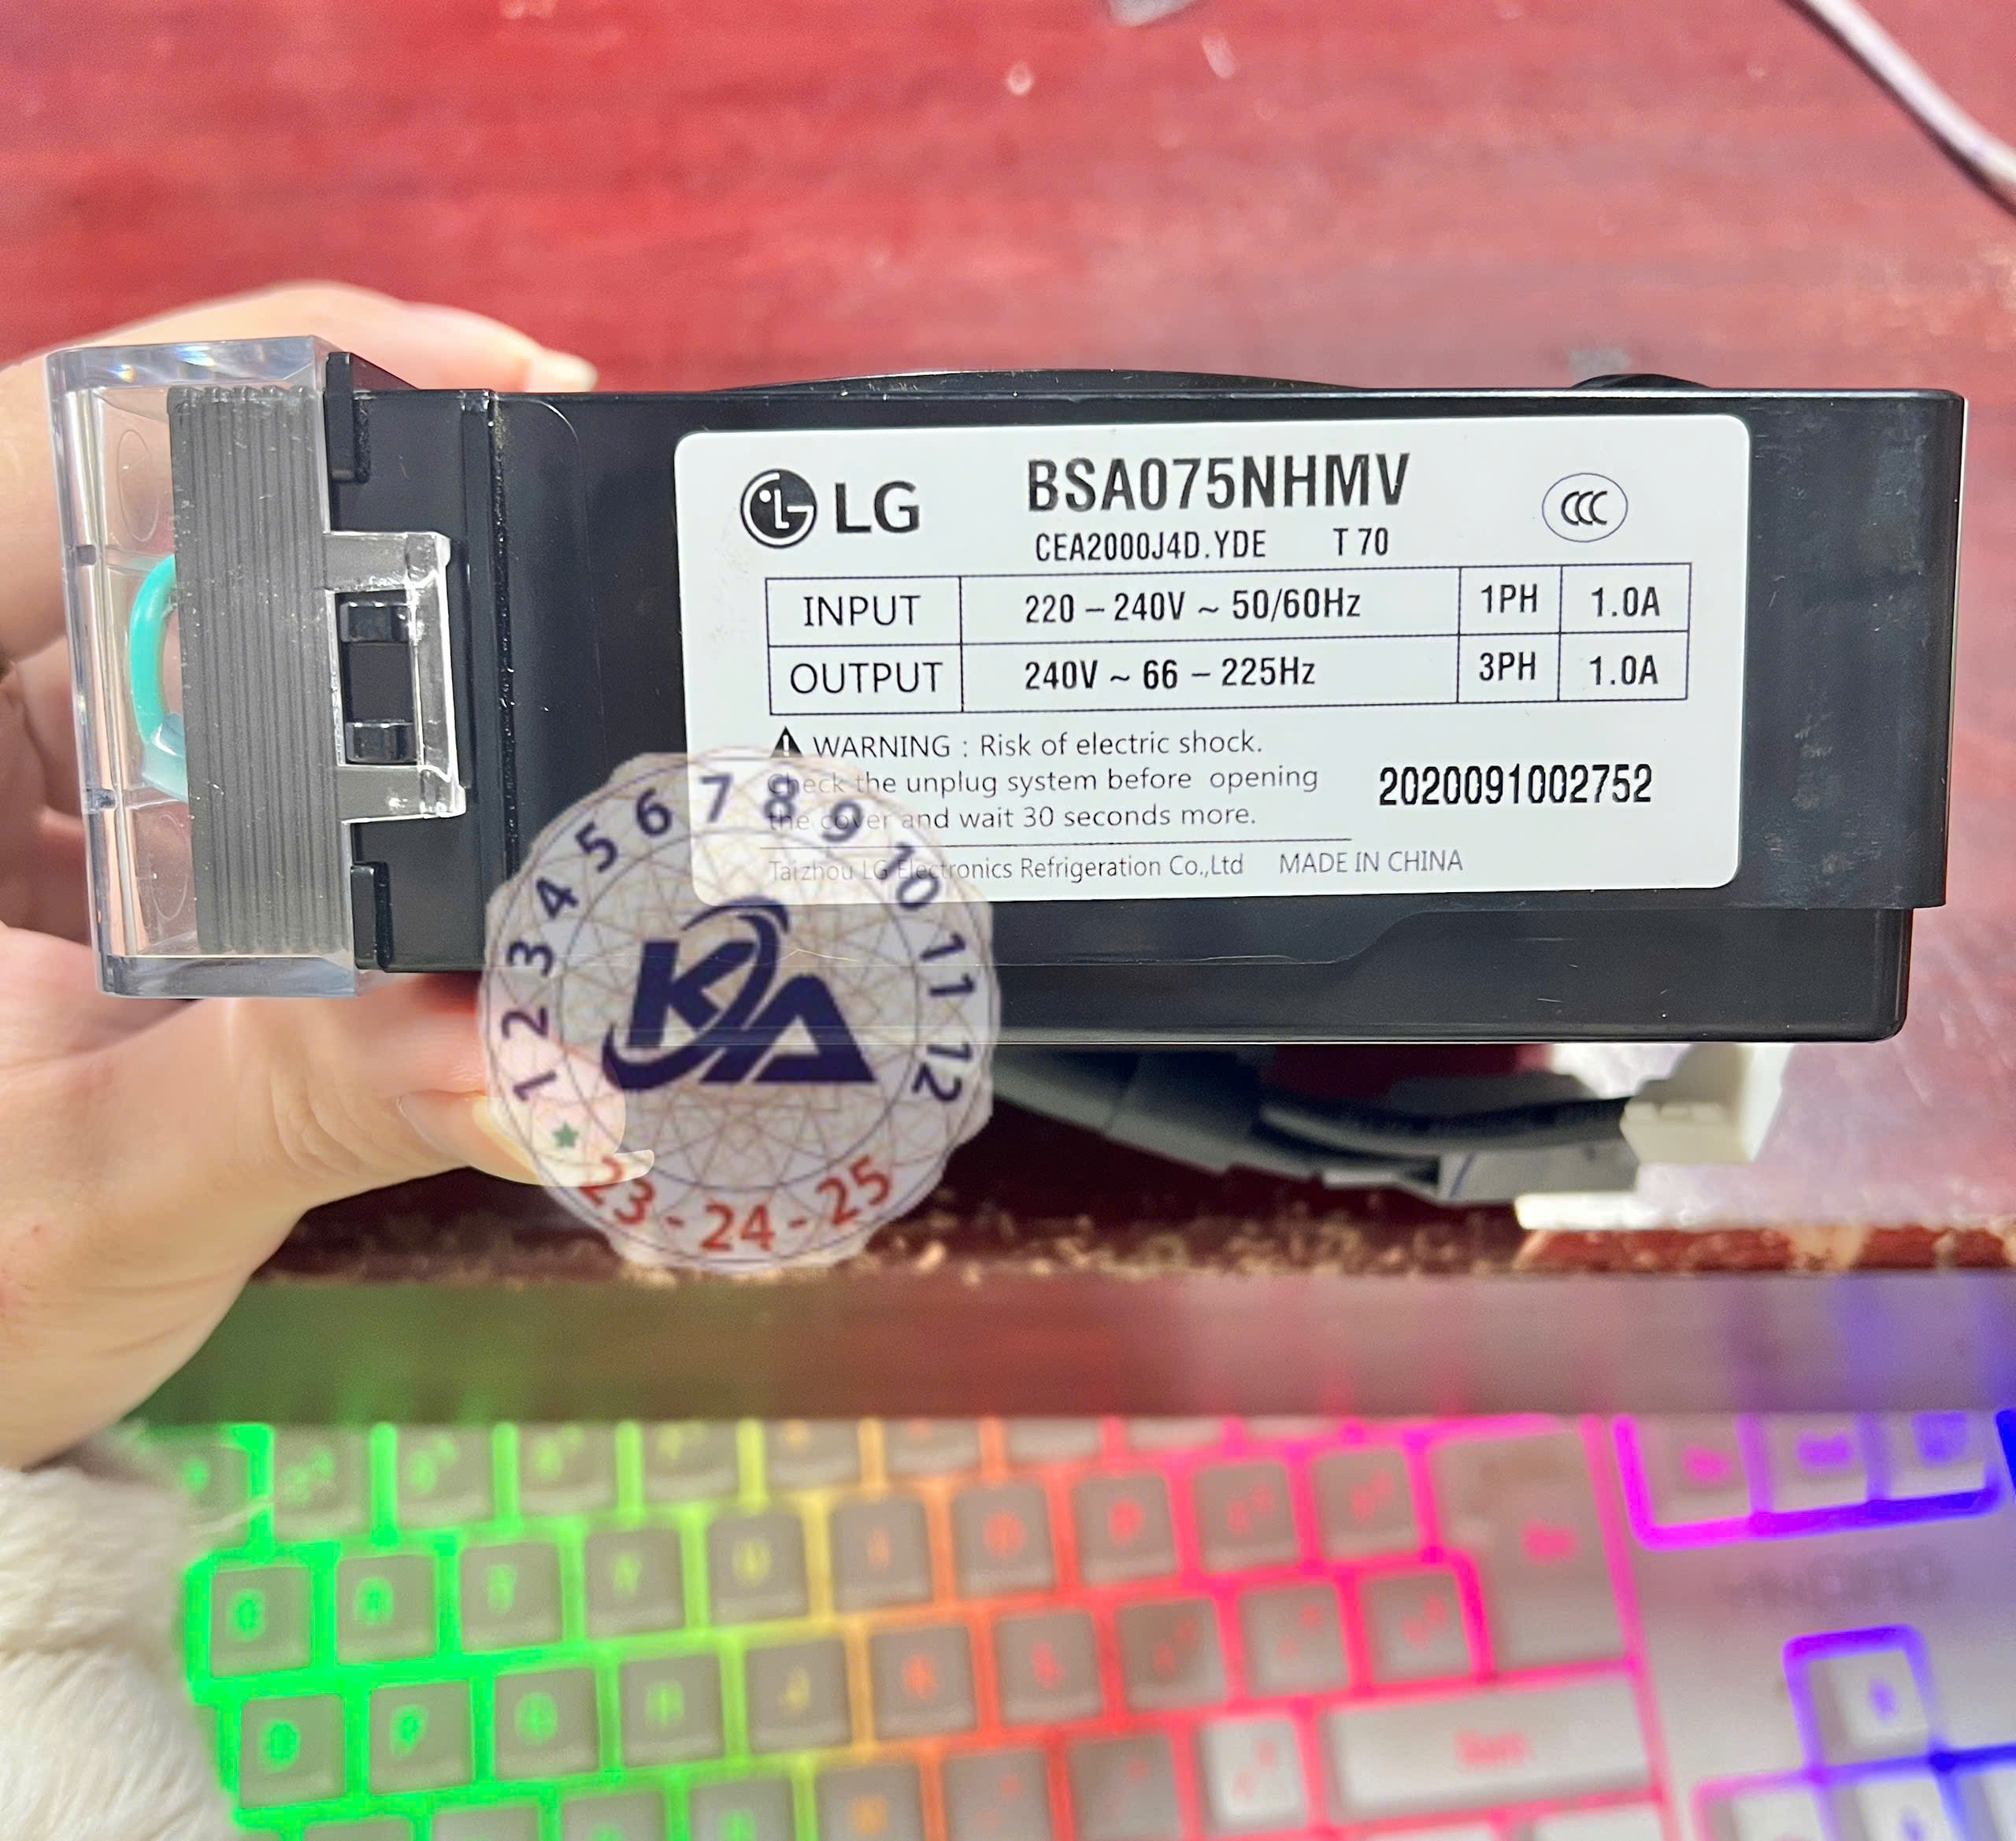 LG
BSA075NHMV
CEA2000J4D.YDE T 70
CCC
INPUT 220 – 240V ~ 50/60Hz 1PH 1.0A
OUTPUT 240V ~ 66 – 225Hz 3PH 1.0A
WARNING : Risk of electric shock.
Check the unplug system before opening
the cover and wait 30 seconds more.
2020091002752
Taizhou LG Electronics Refrigeration Co.,Ltd MADE IN CHINA
1 2 3 4 5 6 7 8 9 10 11 12
KA
23 - 24 - 25